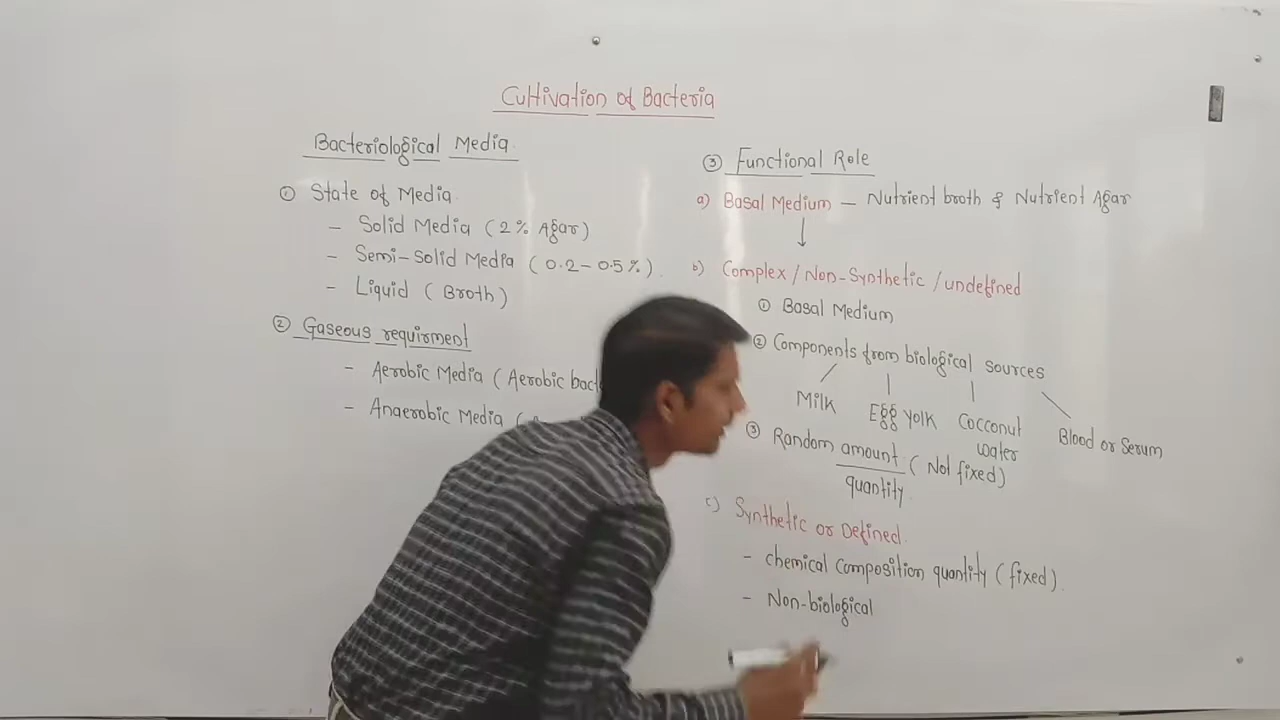 Cultivation of Bacteria
Bacteriological Media
① State of Media
- Solid Media (2% Agar)
- Semi-Solid Media (0.2-0.5%)
- Liquid (Broth)
② Gaseous requirment
- Aerobic Media (Aerobic bact
- Anaerobic Media (
③ Functional Role
a) Basal Medium — Nutrient broth & Nutrient Agar
b) Complex/Non-Synthetic/undefined
① Basal Medium
② Components from biological sources
Milk Egg Yolk Cocconut water Blood or Serum
③ Random amount (Not fixed)
quantity
c) Synthetic or Defined
- chemical composition quantity (fixed)
- Non-biological